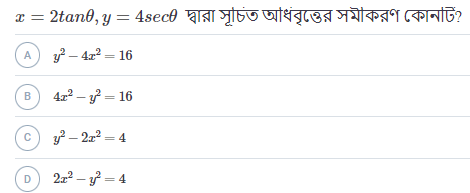 x = 2tanθ, y = 4secθ দ্বারা সূচিত অধিবৃত্তের সমীকরণ কোনটি?
A y² – 4x² = 16
B 4x² – y² = 16
C y² – 2x² = 4
D 2x² – y² = 4